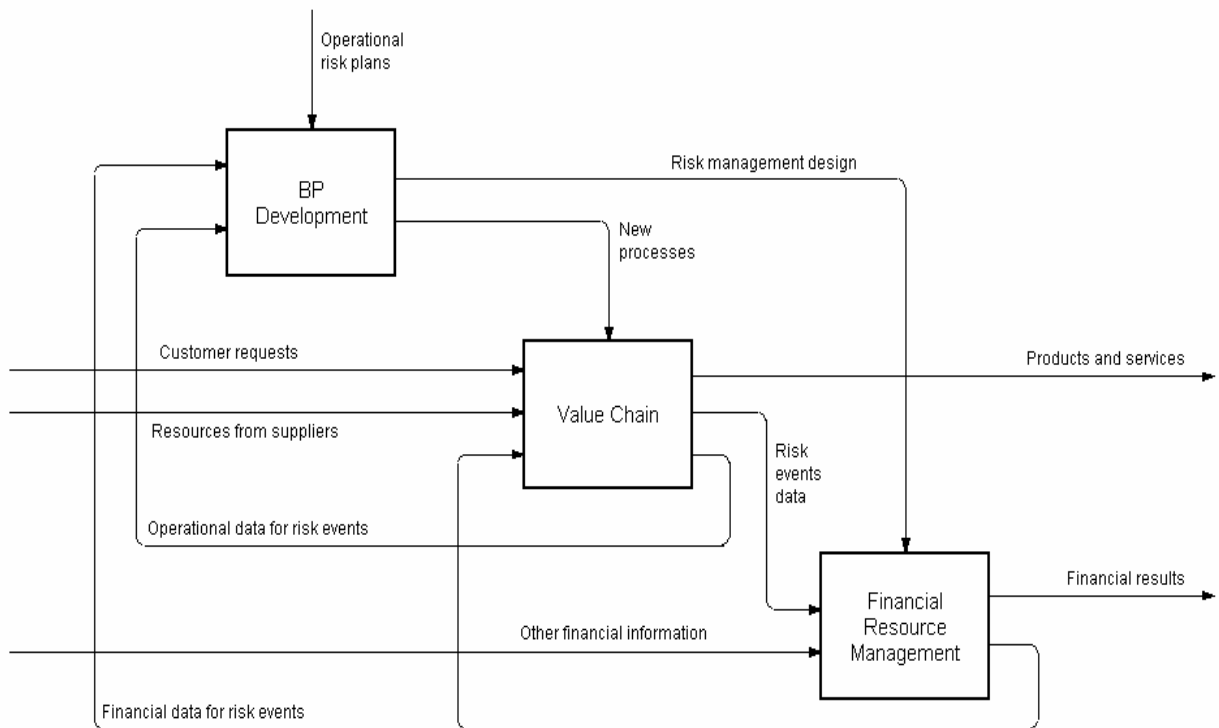 Operational
risk plans
BP
Development
Risk management design
New
processes
Customer requests
Resources from suppliers
Value Chain
Products and services
Risk
events
data
Operational data for risk events
Financial
Resource
Management
Financial results
Other financial information
Financial data for risk events